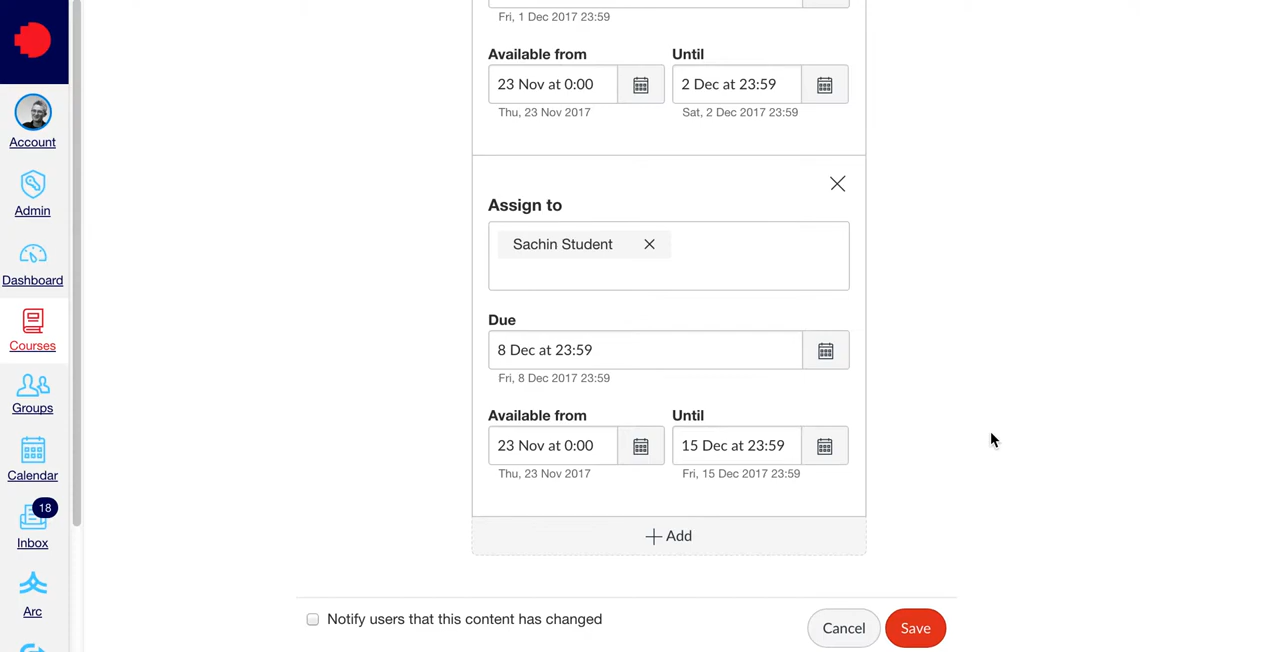 Fri, 1 Dec 2017 23:59
Available from Until
23 Nov at 0:00 2 Dec at 23:59
Thu, 23 Nov 2017 Sat, 2 Dec 2017 23:59
Assign to
Sachin Student
Due
8 Dec at 23:59
Fri, 8 Dec 2017 23:59
Available from Until
23 Nov at 0:00 15 Dec at 23:59
Thu, 23 Nov 2017 Fri, 15 Dec 2017 23:59
Add
Notify users that this content has changed
Cancel Save
Account
Admin
Dashboard
Courses
Groups
Calendar
18
Inbox
Arc